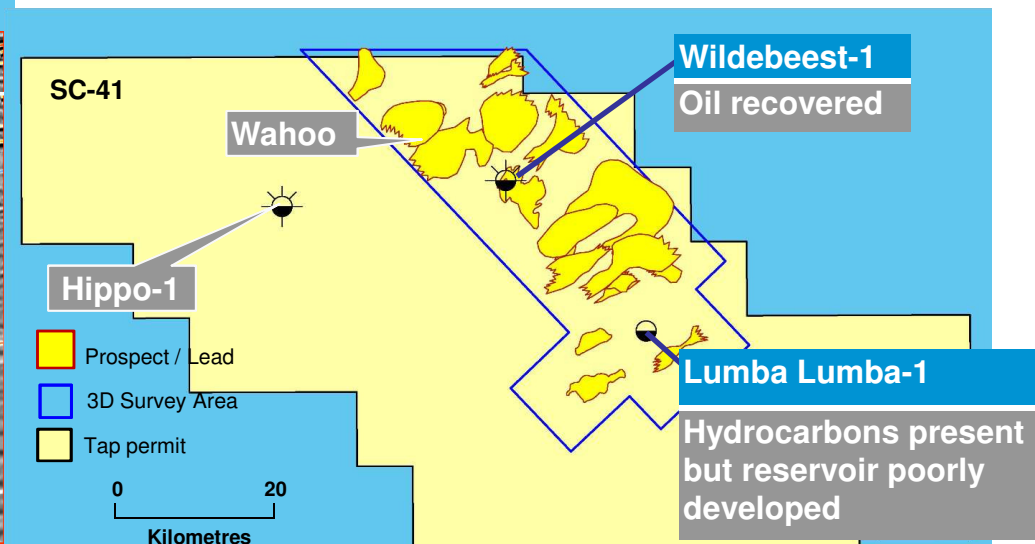 SC-41
Wildebeest-1
Oil recovered
Wahoo
Hippo-1
Prospect / Lead
3D Survey Area
Tap permit
0 20
Kilometres
Lumba Lumba-1
Hydrocarbons present
but reservoir poorly
developed